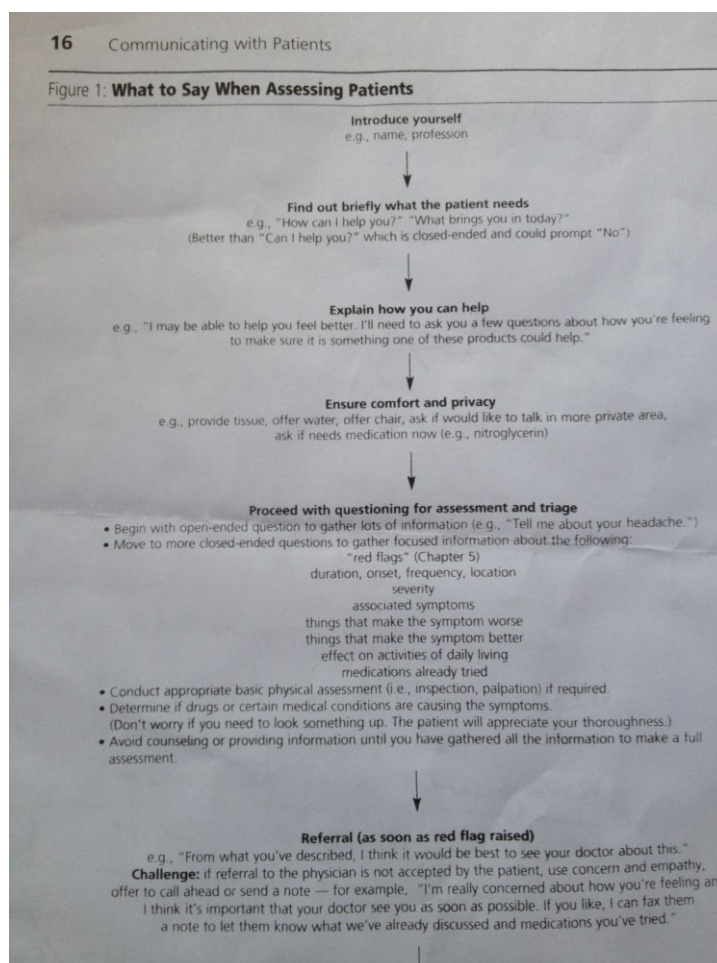 16 Communicating with Patients
Figure 1: What to Say When Assessing Patients
Introduce yourself
e.g., name, profession
Find out briefly what the patient needs
e.g., "How can I help you?" "What brings you in today?"
(Better than "Can I help you?" which is closed-ended and could prompt "No")
Explain how you can help
e.g., "I may be able to help you feel better. I'll need to ask you a few questions about how you're feeling
to make sure it is something one of these products could help."
Ensure comfort and privacy
e.g., provide tissue, offer water, offer chair, ask if would like to talk in more private area,
ask if needs medication now (e.g., nitroglycerin)
Proceed with questioning for assessment and triage
• Begin with open-ended question to gather lots of information (e.g., "Tell me about your headache.")
• Move to more closed-ended questions to gather focused information about the following:
"red flags" (Chapter 5)
duration, onset, frequency, location
severity
associated symptoms
things that make the symptom worse
things that make the symptom better
effect on activities of daily living
medications already tried
• Conduct appropriate basic physical assessment (i.e., inspection, palpation) if required.
• Determine if drugs or certain medical conditions are causing the symptoms.
(Don't worry if you need to look something up. The patient will appreciate your thoroughness.)
• Avoid counseling or providing information until you have gathered all the information to make a full
assessment.
Referral (as soon as red flag raised)
e.g., "From what you've described, I think it would be best to see your doctor about this."
Challenge: if referral to the physician is not accepted by the patient, use concern and empathy,
offer to call ahead or send a note — for example, "I'm really concerned about how you're feeling an
I think it's important that your doctor see you as soon as possible. If you like, I can fax them
a note to let them know what we've already discussed and medications you've tried."